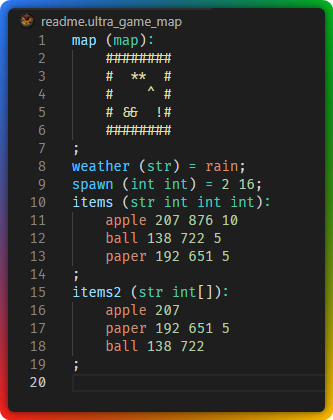 readme.ultra_game_map
1 map (map):
2     ########
3     #  **  #
4     #    ^ #
5     # &&  !#
6     ########
7 ;
8 weather (str) = rain;
9 spawn (int int) = 2 16;
10 items (str int int int):
11     apple 207 876 10
12     ball 138 722 5
13     paper 192 651 5
14 ;
15 items2 (str int[]):
16     apple 207
17     paper 192 651 5
18     ball 138 722
19 ;
20